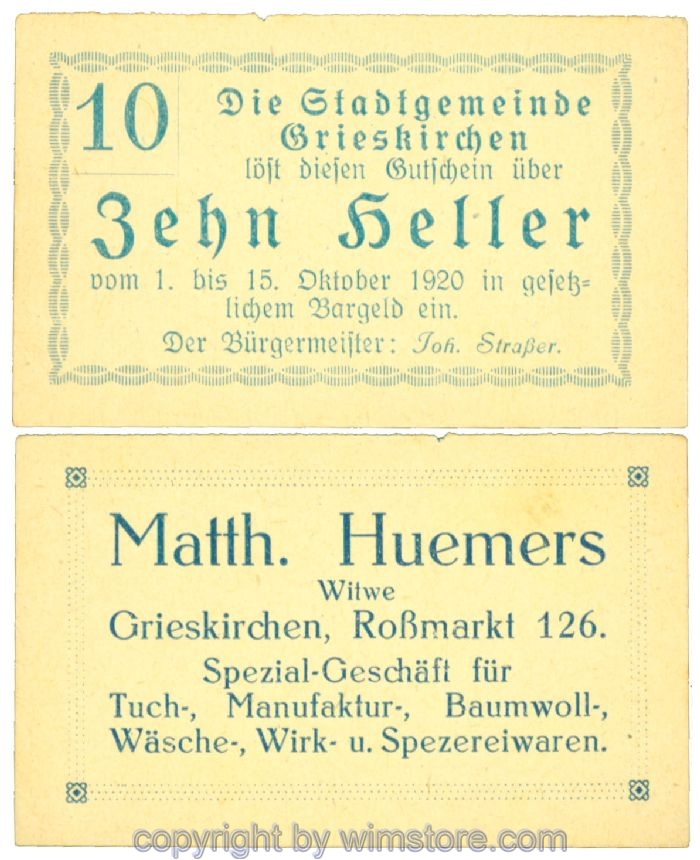 10
Die Stadtgemeinde
Grieskirchen
löst diesen Gutschein über
Zehn Heller
vom 1. bis 15. Oktober 1920 in gesetz=
lichem Bargeld ein.
Der Bürgermeister: Joh. Straßer.
Matth. Huemers
Witwe
Grieskirchen, Roßmarkt 126.
Spezial-Geschäft für
Tuch-, Manufaktur-, Baumwoll-,
Wäsche-, Wirk- u. Spezereiwaren.
copyright by wimstore.com